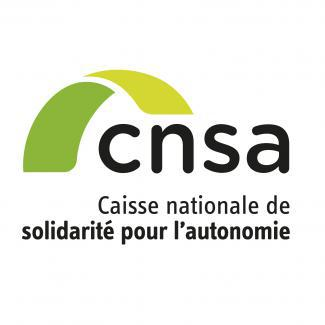 cnsa
Caisse nationale de
solidarité pour l'autonomie